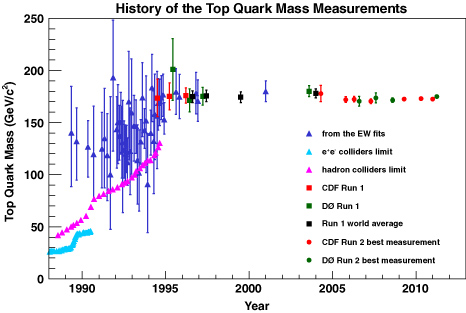 History of the Top Quark Mass Measurements
Top Quark Mass (GeV/c²)
250
200
150
100
50
0
from the EW fits
e⁺e⁻ colliders limit
hadron colliders limit
CDF Run 1
DØ Run 1
Run 1 world average
CDF Run 2 best measurement
DØ Run 2 best measurement
1990
1995
2000
2005
2010
Year